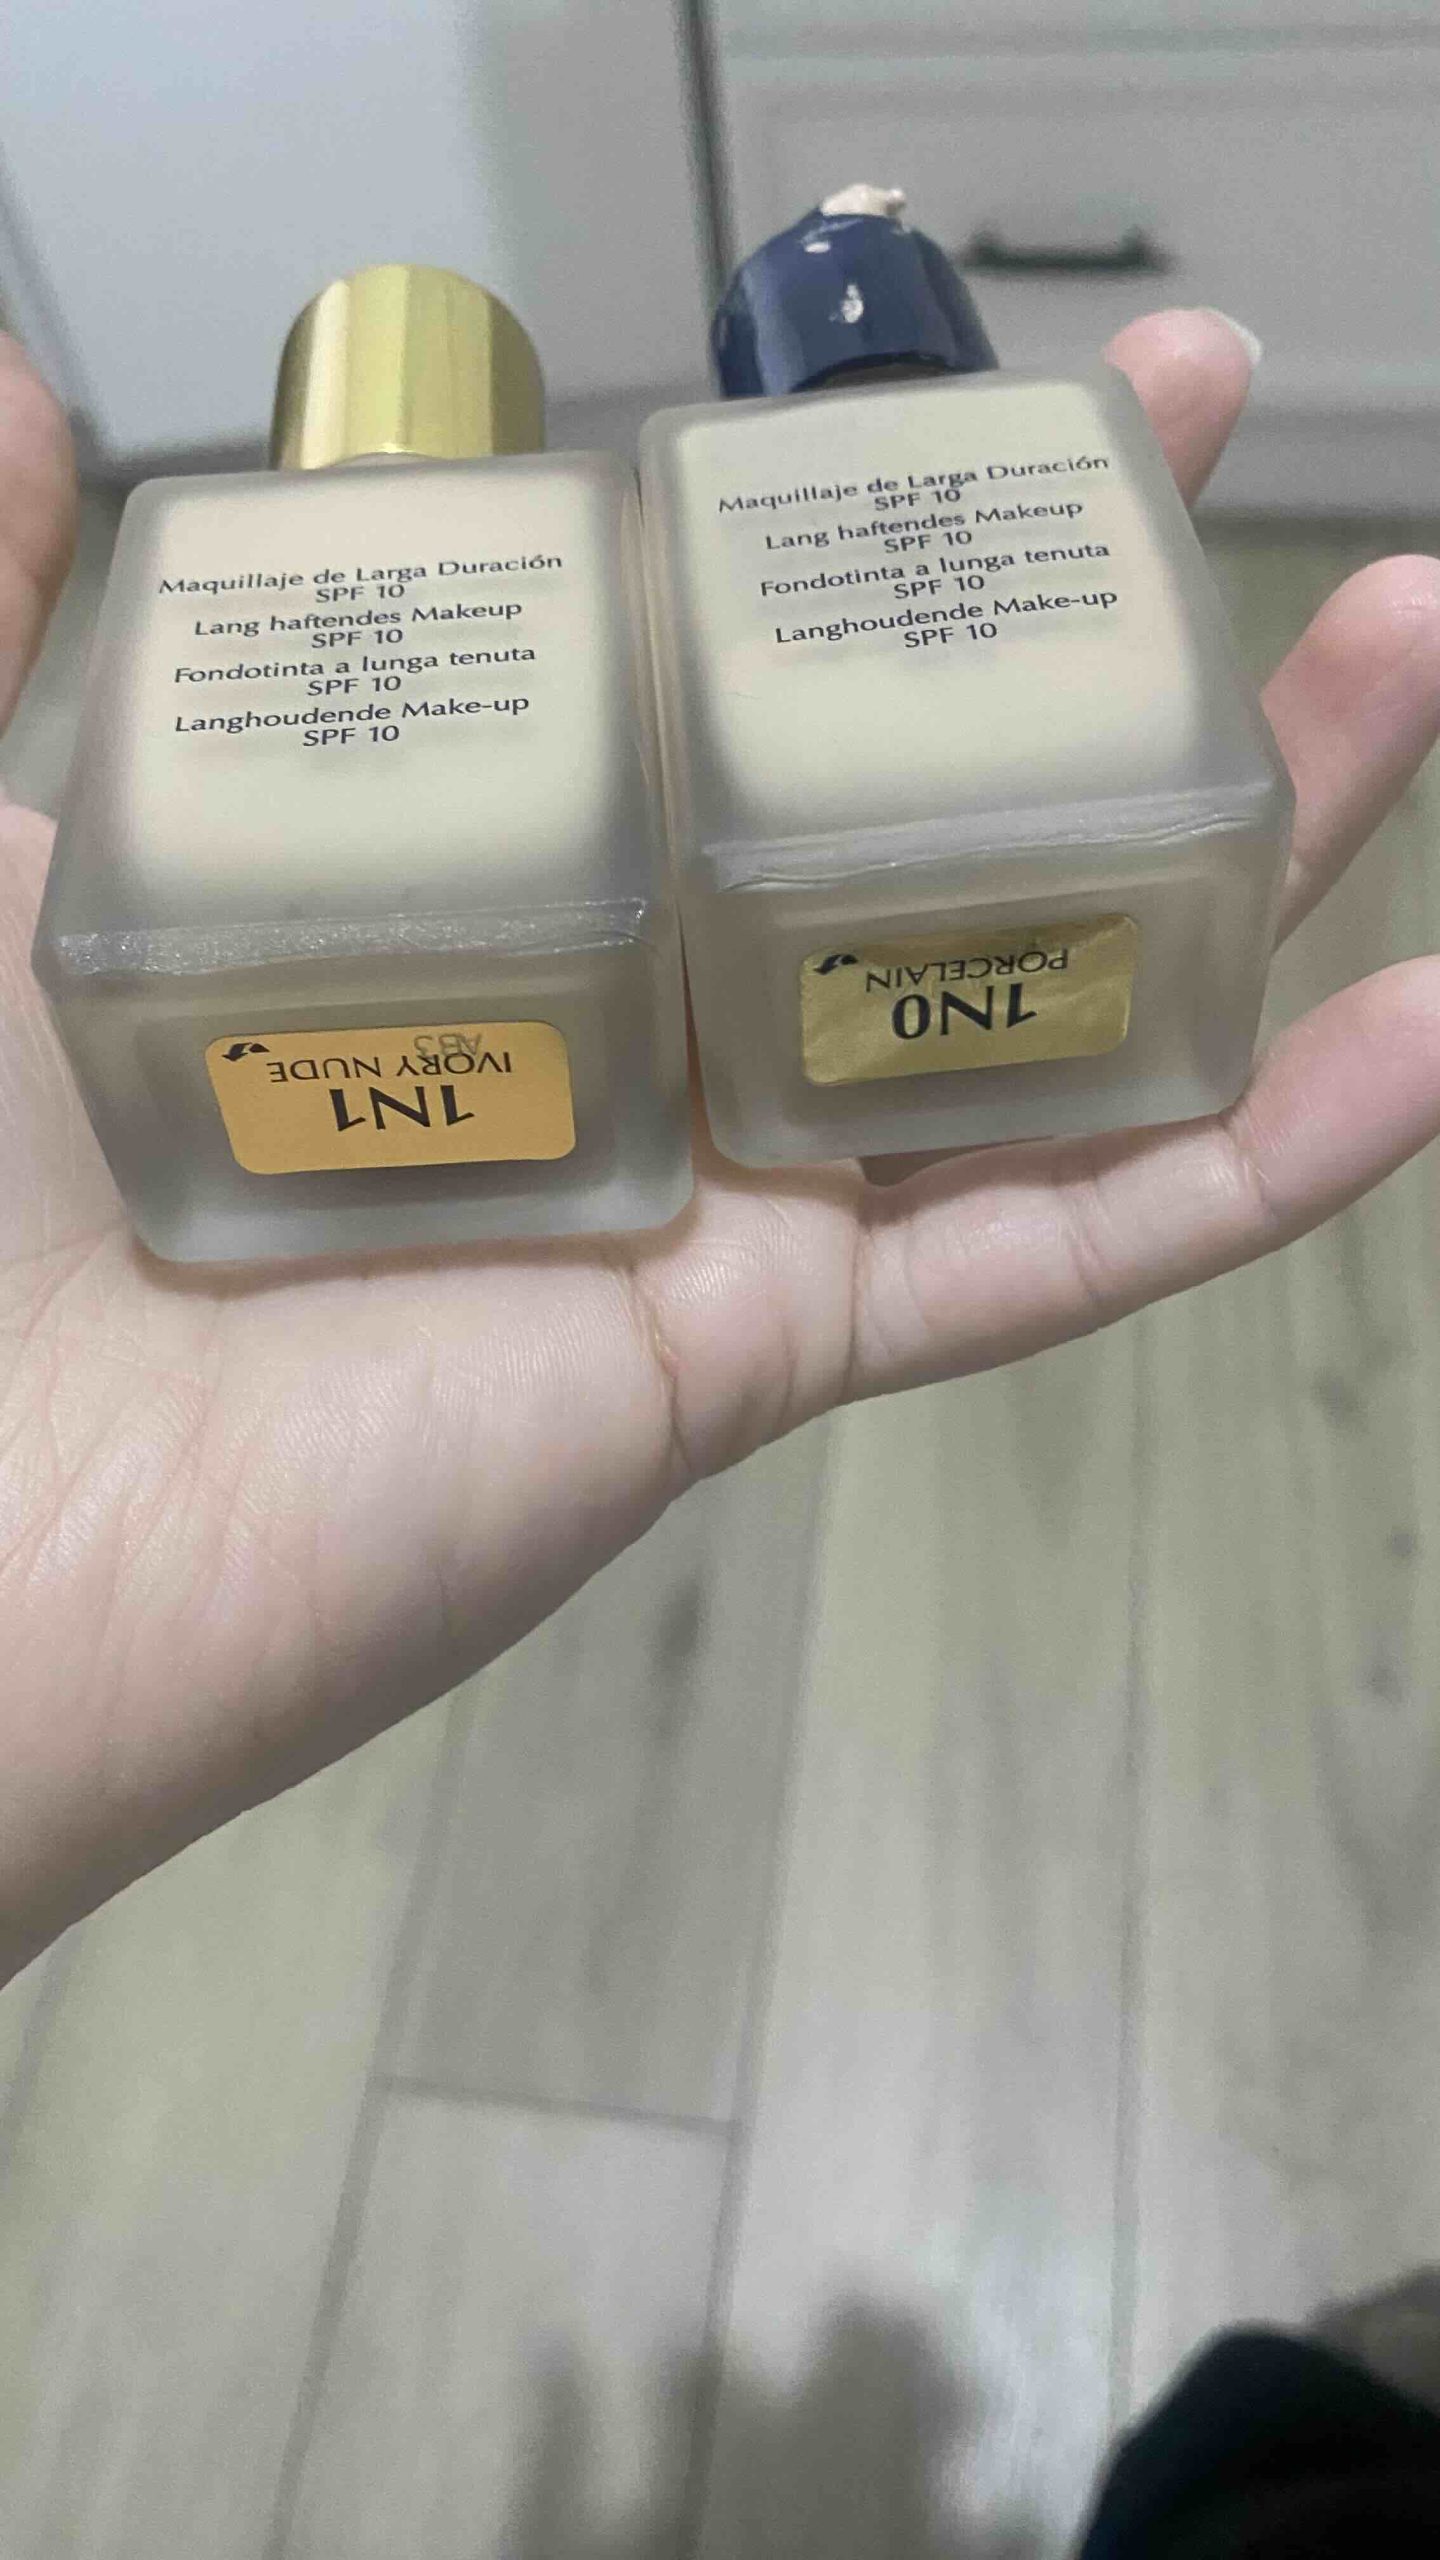 Maquillaje de Larga Duración
SPF 10
Lang haftendes Makeup
SPF 10
Fondotinta a lunga tenuta
SPF 10
Langhoudende Make-up
SPF 10
1N1
IVORY NUDE
AB3
Maquillaje de Larga Duración
SPF 10
Lang haftendes Makeup
SPF 10
Fondotinta a lunga tenuta
SPF 10
Langhoudende Make-up
SPF 10
1N0
PORCELAIN